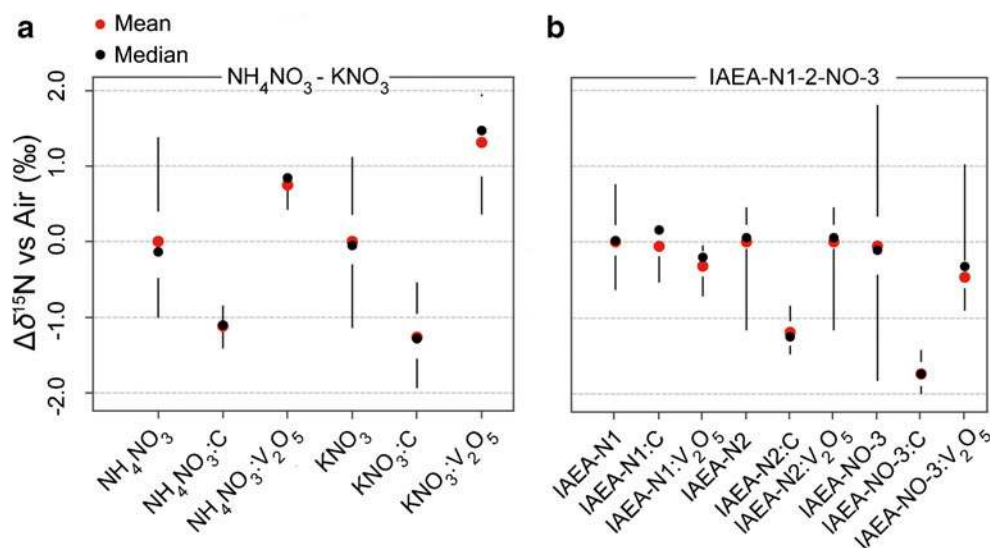 a
Mean
Median
NH₄NO₃ - KNO₃
Δδ¹⁵N vs Air (‰)
2.0
1.0
0.0
-1.0
-2.0
NH₄NO₃
NH₄NO₃:C
NH₄NO₃:V₂O₅
KNO₃
KNO₃:C
KNO₃:V₂O₅
b
IAEA-N1-2-NO-3
IAEA-N1
IAEA-N1:C
IAEA-N1:V₂O₅
IAEA-N2
IAEA-N2:C
IAEA-N2:V₂O₅
IAEA-NO-3
IAEA-NO-3:C
IAEA-NO-3:V₂O₅